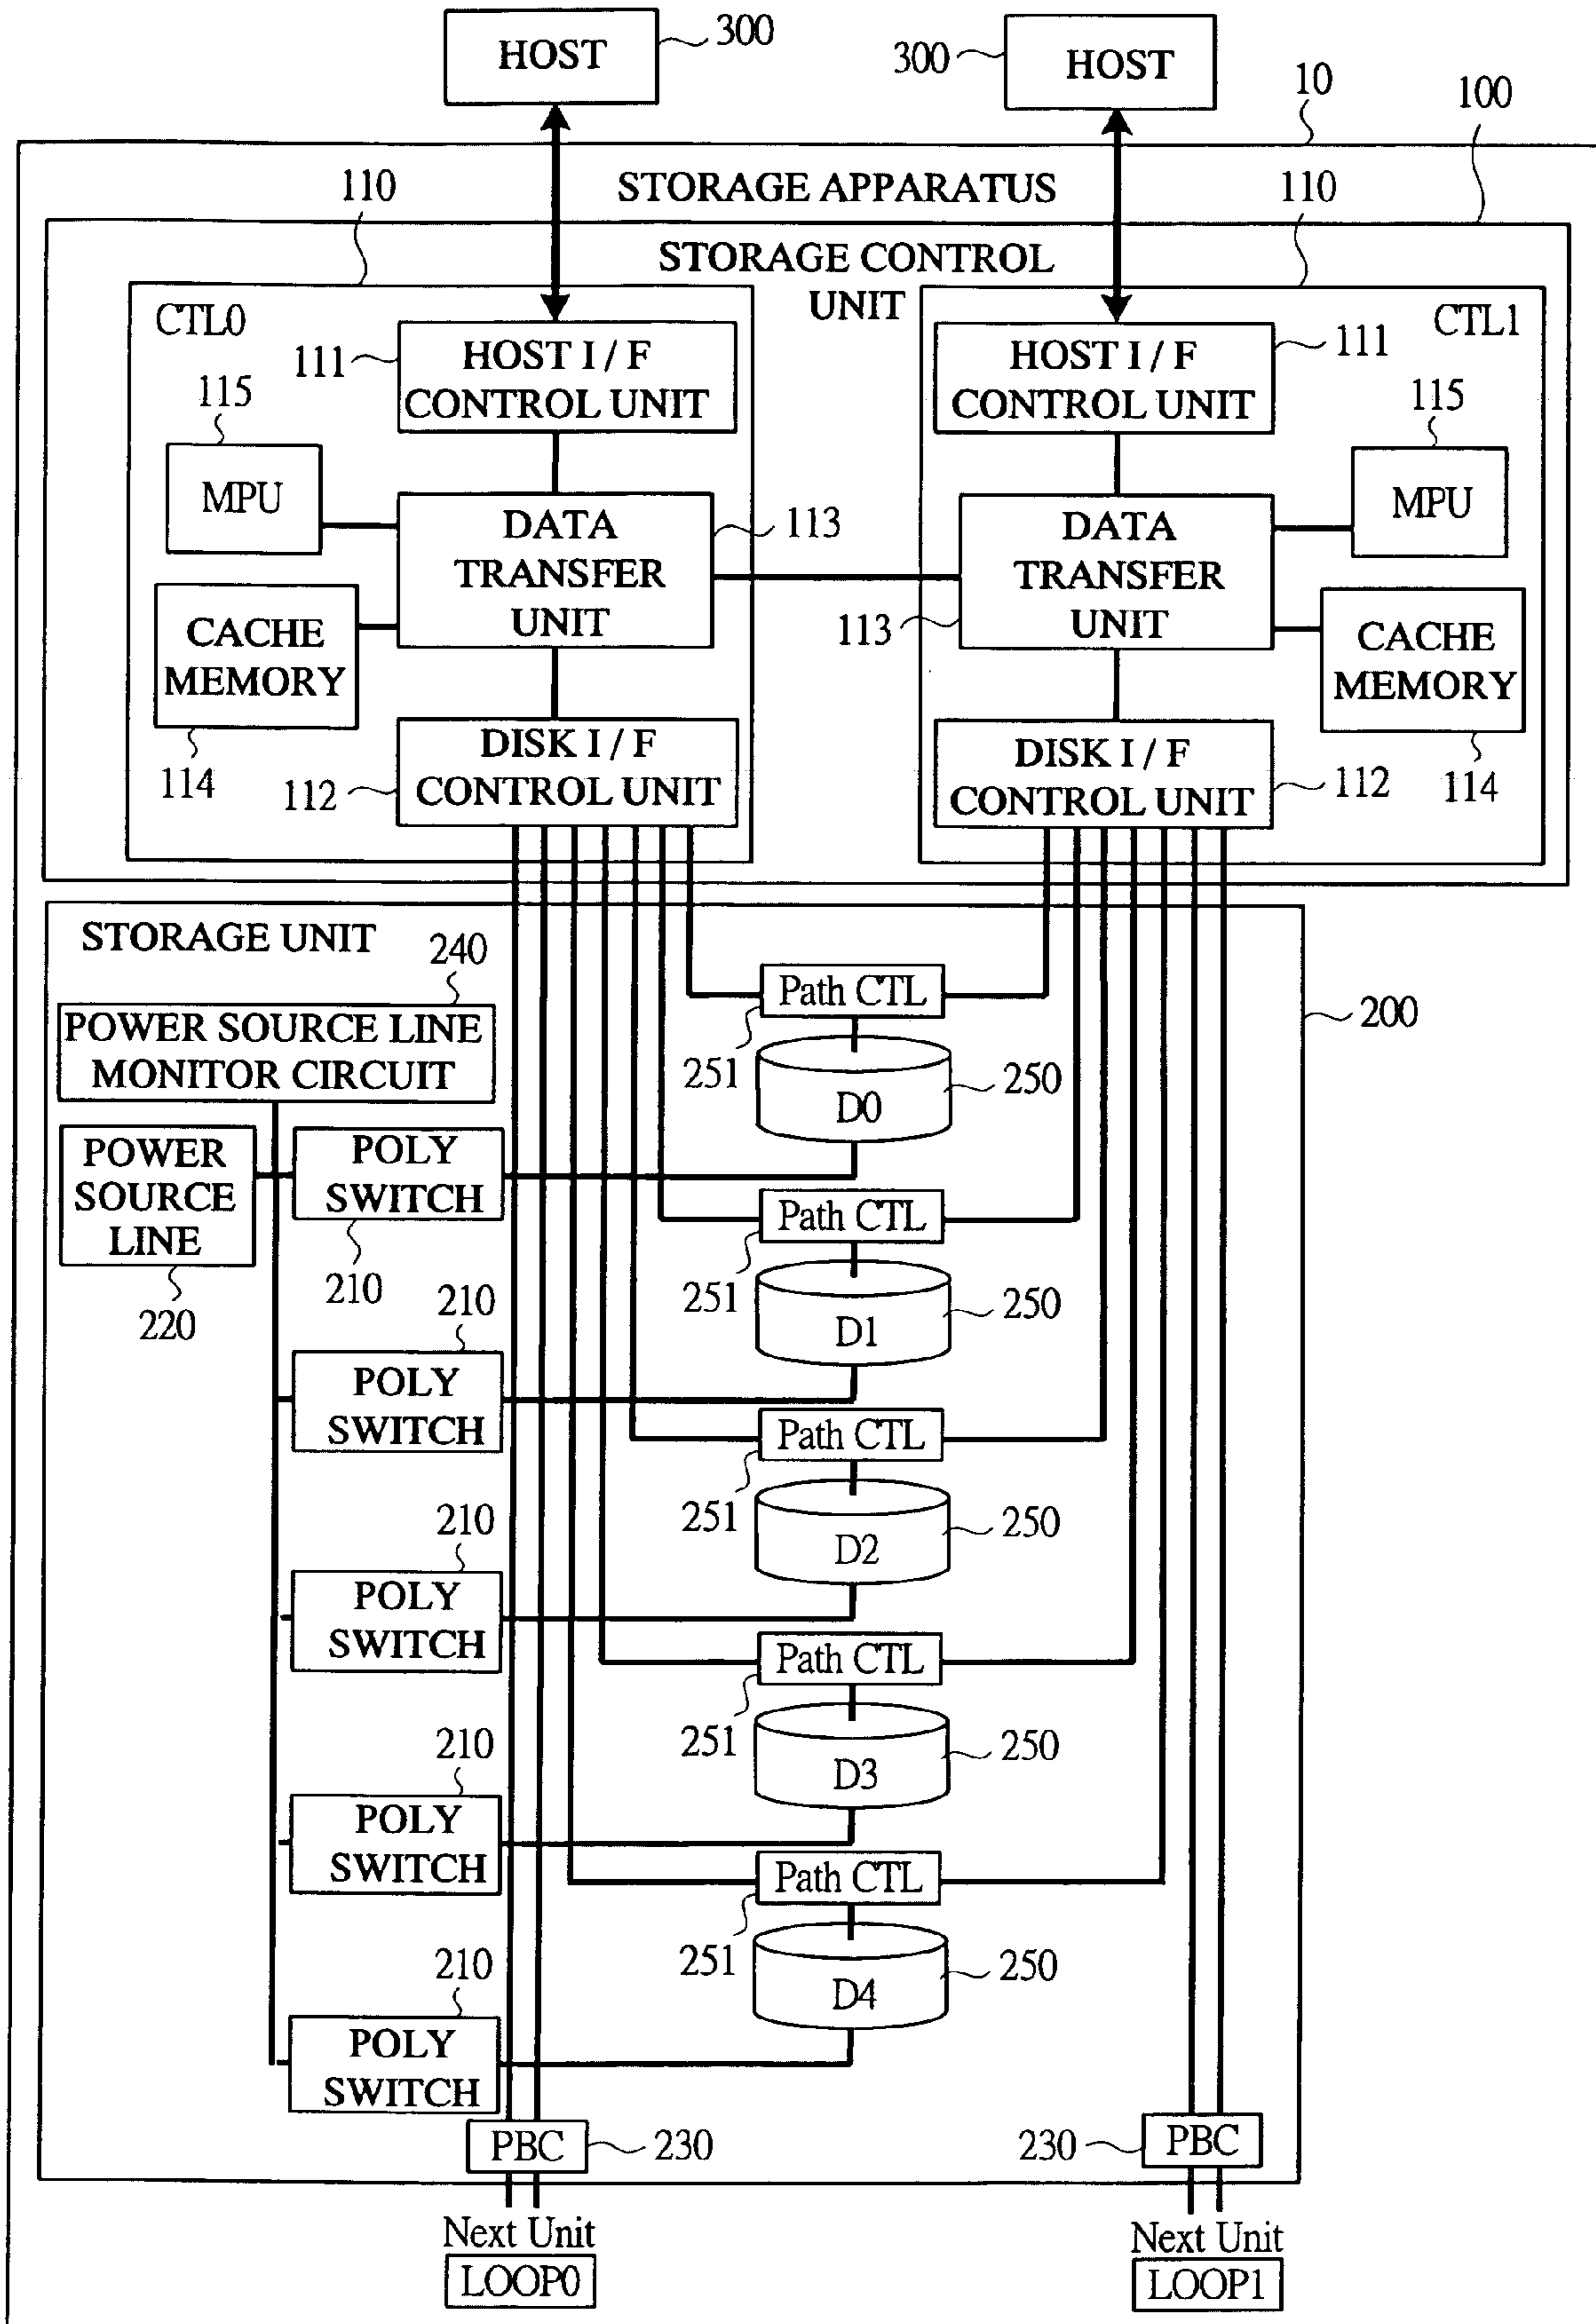 HOST
300
300
HOST
10
100
STORAGE APPARATUS
110
110
STORAGE CONTROL
UNIT
CTL0
CTL1
111
HOST I / F
CONTROL UNIT
HOST I / F
CONTROL UNIT
111
115
MPU
DATA
TRANSFER
UNIT
113
113
DATA
TRANSFER
UNIT
115
MPU
CACHE
MEMORY
114
CACHE
MEMORY
114
112
DISK I / F
CONTROL UNIT
DISK I / F
CONTROL UNIT
112
STORAGE UNIT
200
240
POWER SOURCE LINE
MONITOR CIRCUIT
Path CTL
251
D0
250
POWER
SOURCE
LINE
220
POLY
SWITCH
210
Path CTL
251
D1
250
210
POLY
SWITCH
Path CTL
251
D2
250
210
POLY
SWITCH
Path CTL
251
D3
250
210
POLY
SWITCH
Path CTL
251
D4
250
210
POLY
SWITCH
PBC
230
230
PBC
Next Unit
LOOP0
Next Unit
LOOP1